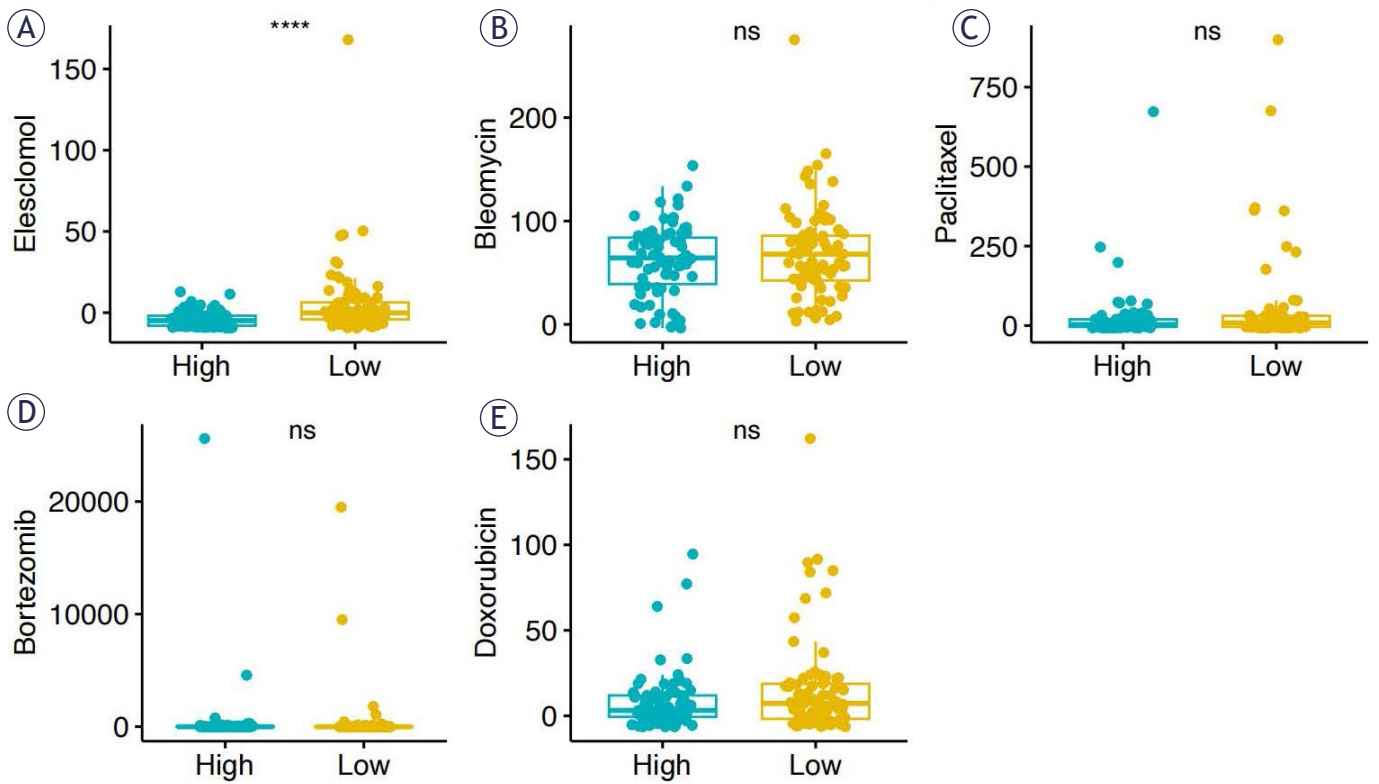 A
****
Elesclomol
150
100
50
0
High Low
B
ns
Bleomycin
200
100
0
High Low
C
ns
Paclitaxel
750
500
250
0
High Low
D
ns
Bortezomib
20000
10000
0
High Low
E
ns
Doxorubicin
150
100
50
0
High Low